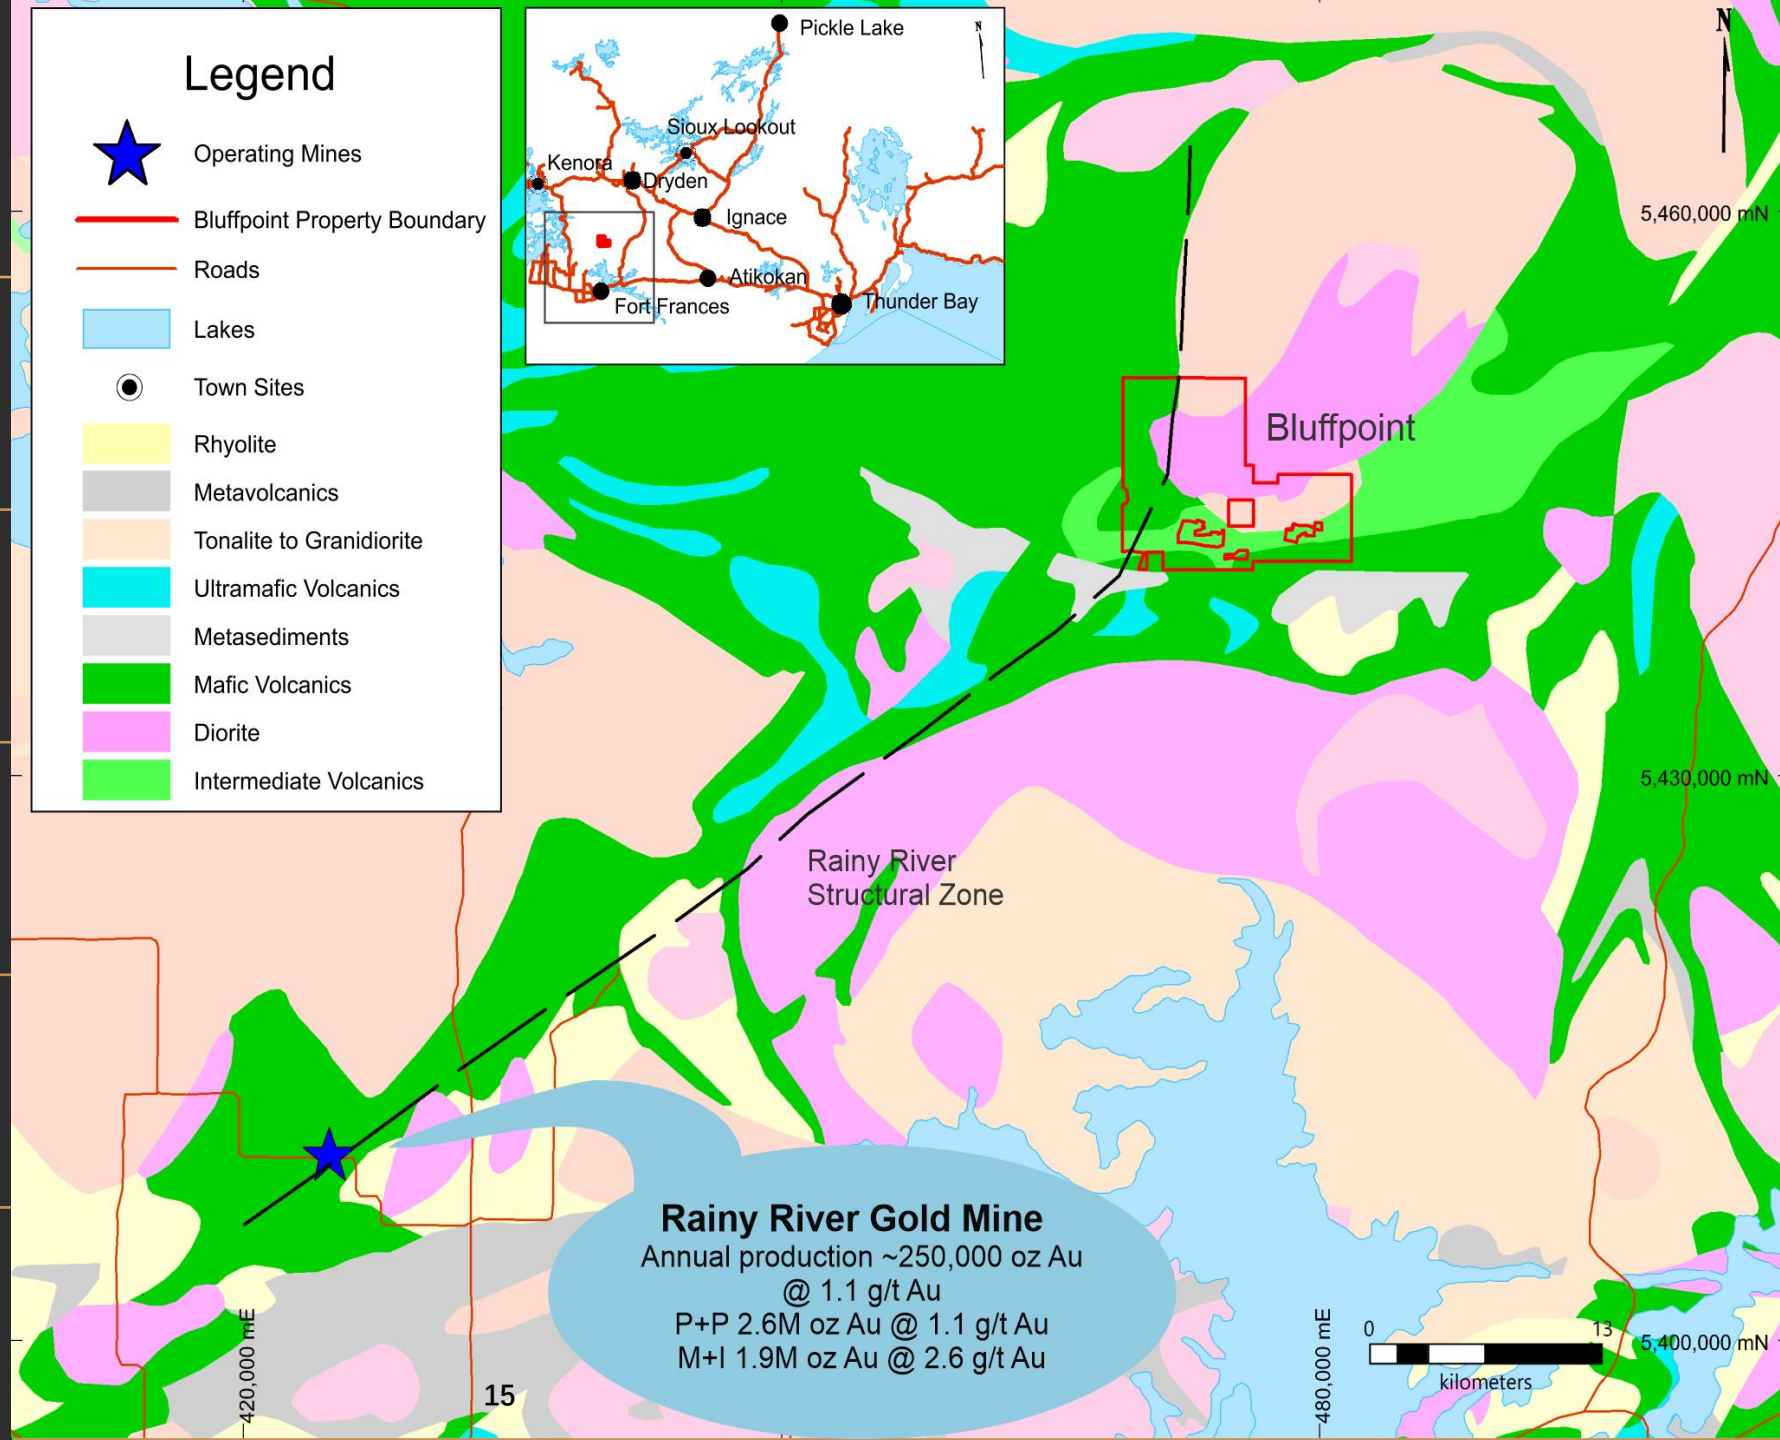 Legend
Operating Mines
Bluffpoint Property Boundary
Roads
Lakes
Town Sites
Rhyolite
Metavolcanics
Tonalite to Granidiorite
Ultramafic Volcanics
Metasediments
Mafic Volcanics
Diorite
Intermediate Volcanics
Pickle Lake
N
Sioux Lookout
Kenora
Dryden
Ignace
Atikokan
Fort Frances
Thunder Bay
N
5,460,000 mN
Bluffpoint
5,430,000 mN
Rainy River
Structural Zone
Rainy River Gold Mine
Annual production ~250,000 oz Au
@ 1.1 g/t Au
P+P 2.6M oz Au @ 1.1 g/t Au
M+I 1.9M oz Au @ 2.6 g/t Au
420,000 mE
15
480,000 mE
0 13
kilometers
5,400,000 mN